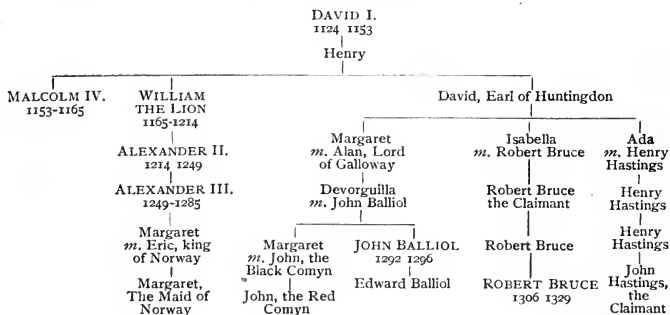 DAVID I.
1124 1153
Henry
MALCOLM IV.
1153-1165
WILLIAM
THE LION
1165-1214
David, Earl of Huntingdon
ALEXANDER II.
1214 1249
ALEXANDER III.
1249-1285
Margaret
m. Eric, king
of Norway
Margaret,
The Maid of
Norway
Margaret
m. Alan, Lord
of Galloway
Devorguilla
m. John Balliol
Margaret
m. John, the
Black Comyn
John, the Red
Comyn
JOHN BALLIOL
1292 1296
Edward Balliol
Isabella
m. Robert Bruce
Robert Bruce
the Claimant
Robert Bruce
ROBERT BRUCE
1306 1329
Ada
m. Henry
Hastings
Henry
Hastings
Henry
Hastings
John
Hastings,
the
Claimant